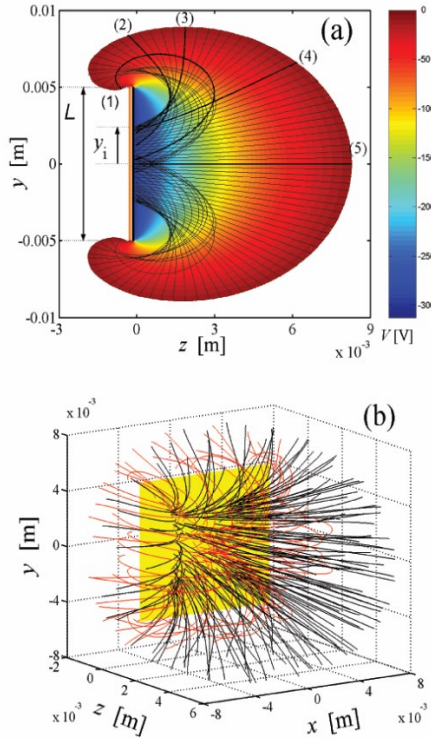 (a)
(1)
(2)
(3)
(4)
(5)
L
y_i
y [m]
0.01
0.005
0
-0.005
-0.01
-3
0
3
6
9
x 10^-3
z [m]
0
-50
-100
-150
-200
-250
-300
V [V]
(b)
x 10^-3
8
4
0
-4
-8
y [m]
-2
0
2
4
6
x 10^-3
z [m]
-8
-4
0
4
8
x 10^-3
x [m]